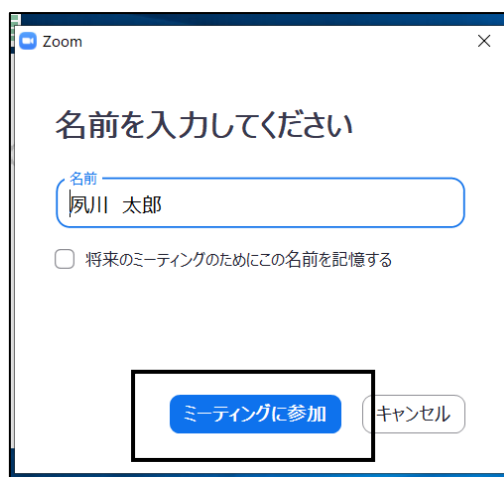 Zoom
名前を入力してください
名前
夙川 太郎
将来のミーティングのためにこの名前を記憶する
ミーティングに参加 キャンセル